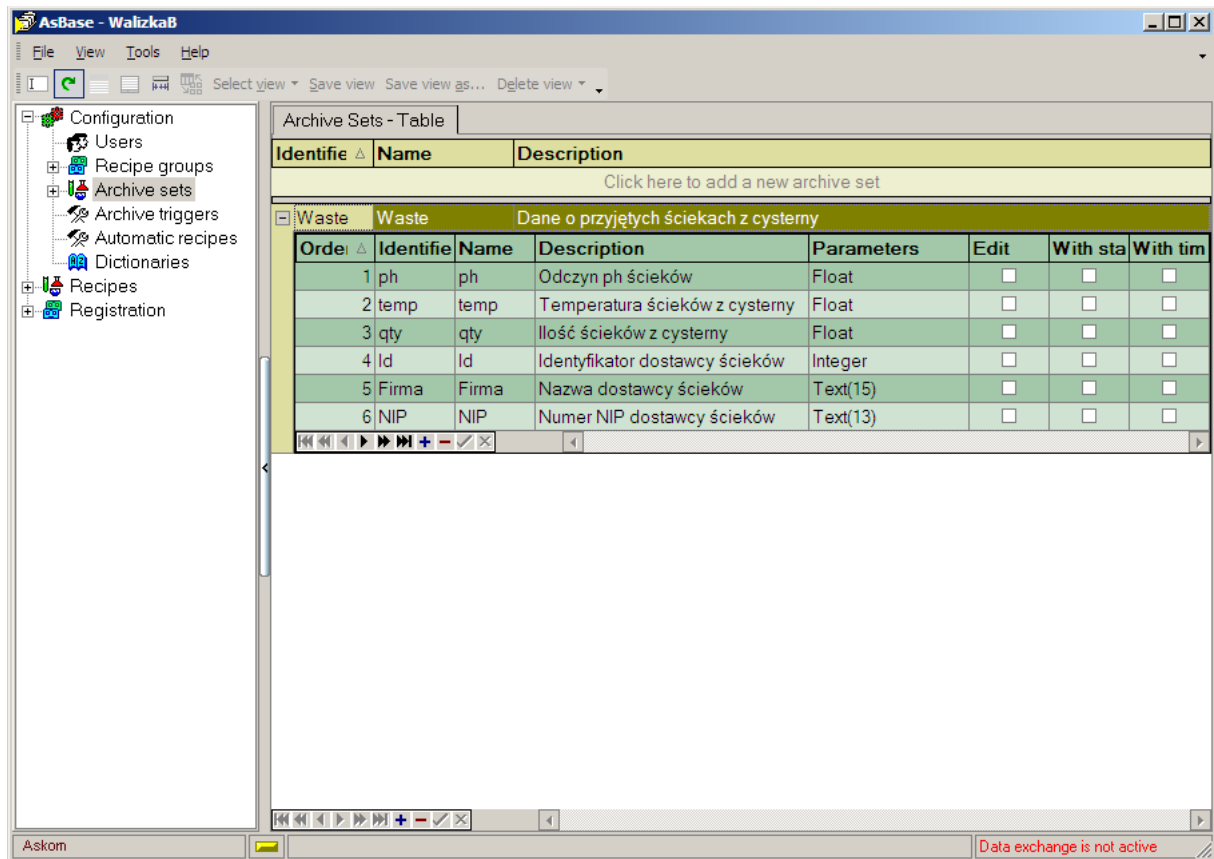 AsBase - WalizkaB
File View Tools Help
Select view Save view Save view as... Delete view
Configuration
Users
Recipe groups
Archive sets
Archive triggers
Automatic recipes
Dictionaries
Recipes
Registration
Archive Sets - Table
Identifie Name Description
Click here to add a new archive set
Waste Waste Dane o przyjętych ściekach z cysterny
Order Identifie Name Description Parameters Edit With sta With tim
1 ph ph Odczyn ph ścieków Float
2 temp temp Temperatura ścieków z cysterny Float
3 qty qty Ilość ścieków z cysterny Float
4 Id Id Identyfikator dostawcy ścieków Integer
5 Firma Firma Nazwa dostawcy ścieków Text(15)
6 NIP NIP Numer NIP dostawcy ścieków Text(13)
Askom Data exchange is not active